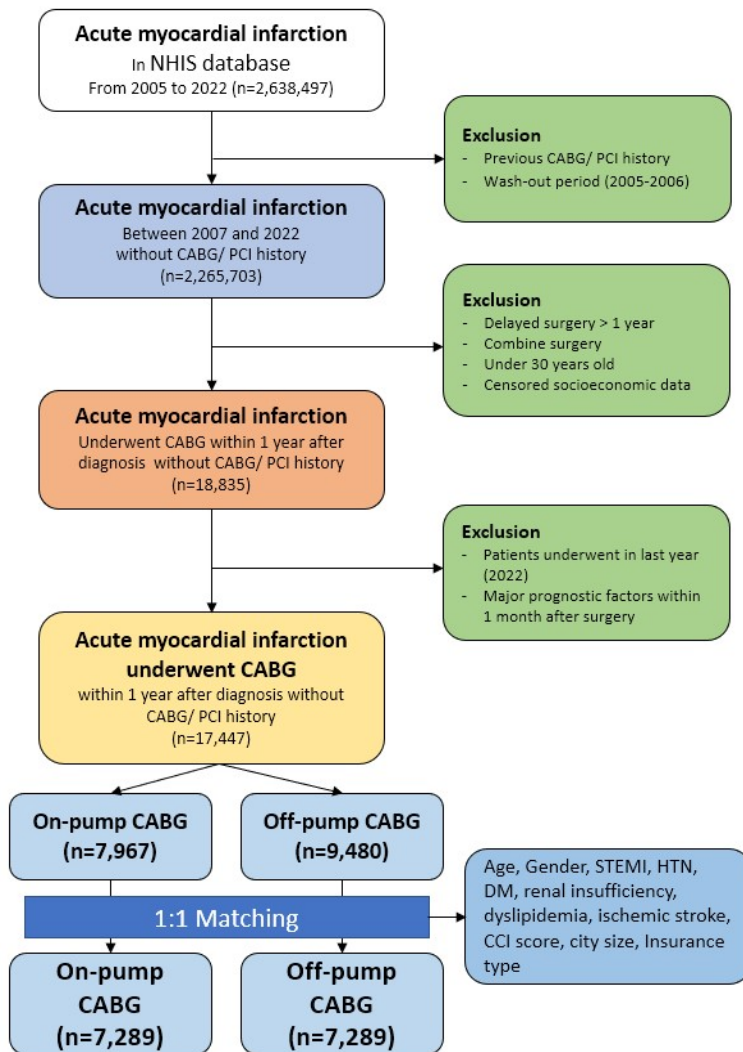 Acute myocardial infarction
In NHIS database
From 2005 to 2022 (n=2,638,497)
Exclusion
- Previous CABG/ PCI history
- Wash-out period (2005-2006)
Acute myocardial infarction
Between 2007 and 2022
without CABG/ PCI history
(n=2,265,703)
Exclusion
- Delayed surgery > 1 year
- Combine surgery
- Under 30 years old
- Censored socioeconomic data
Acute myocardial infarction
Underwent CABG within 1 year after
diagnosis without CABG/ PCI history
(n=18,835)
Exclusion
- Patients underwent in last year
(2022)
- Major prognostic factors within
1 month after surgery
Acute myocardial infarction
underwent CABG
within 1 year after diagnosis without
CABG/ PCI history
(n=17,447)
On-pump CABG
(n=7,967)
Off-pump CABG
(n=9,480)
Age, Gender, STEMI, HTN,
DM, renal insufficiency,
dyslipidemia, ischemic stroke,
CCI score, city size, Insurance
type
1:1 Matching
On-pump
CABG
(n=7,289)
Off-pump
CABG
(n=7,289)